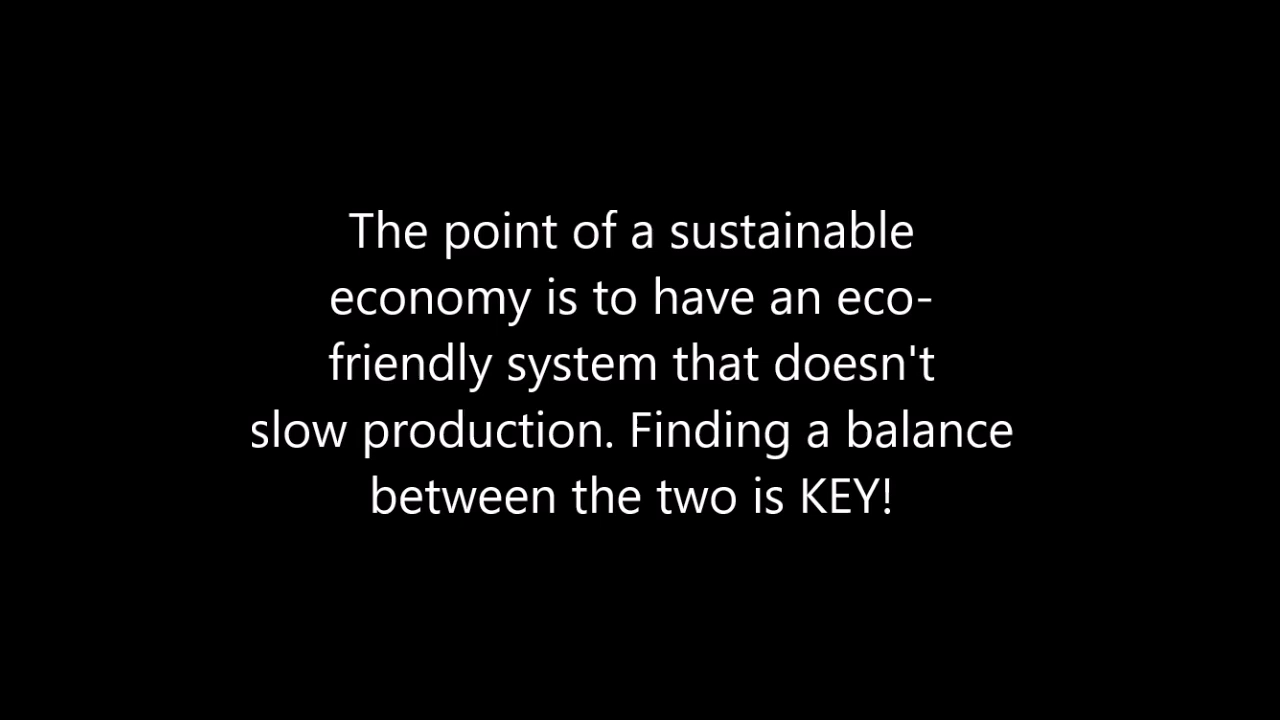 The point of a sustainable
economy is to have an eco-
friendly system that doesn't
slow production. Finding a balance
between the two is KEY!